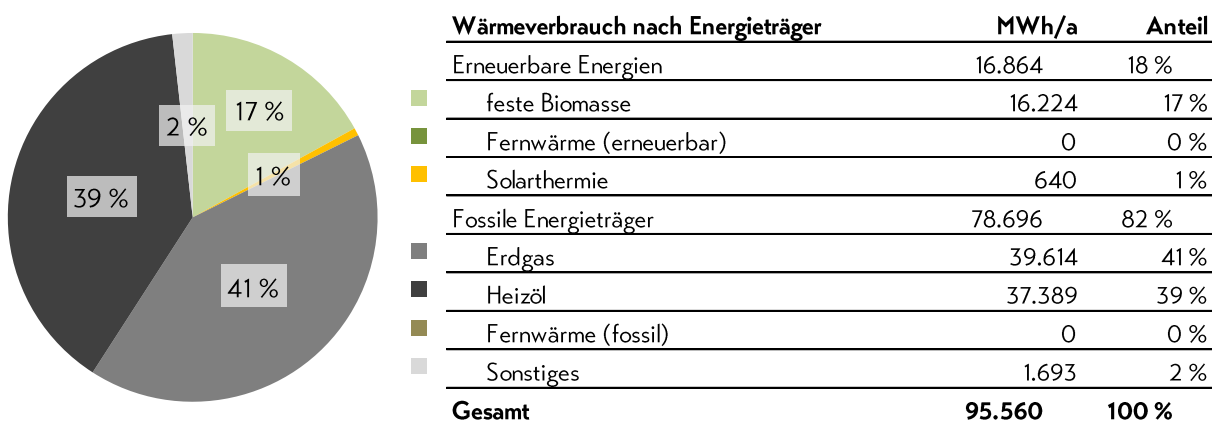 17 %
2 %
1 %
39 %
41 %
Wärmeverbrauch nach Energieträger MWh/a Anteil
Erneuerbare Energien 16.864 18 %
feste Biomasse 16.224 17 %
Fernwärme (erneuerbar) 0 0 %
Solarthermie 640 1 %
Fossile Energieträger 78.696 82 %
Erdgas 39.614 41 %
Heizöl 37.389 39 %
Fernwärme (fossil) 0 0 %
Sonstiges 1.693 2 %
Gesamt 95.560 100 %